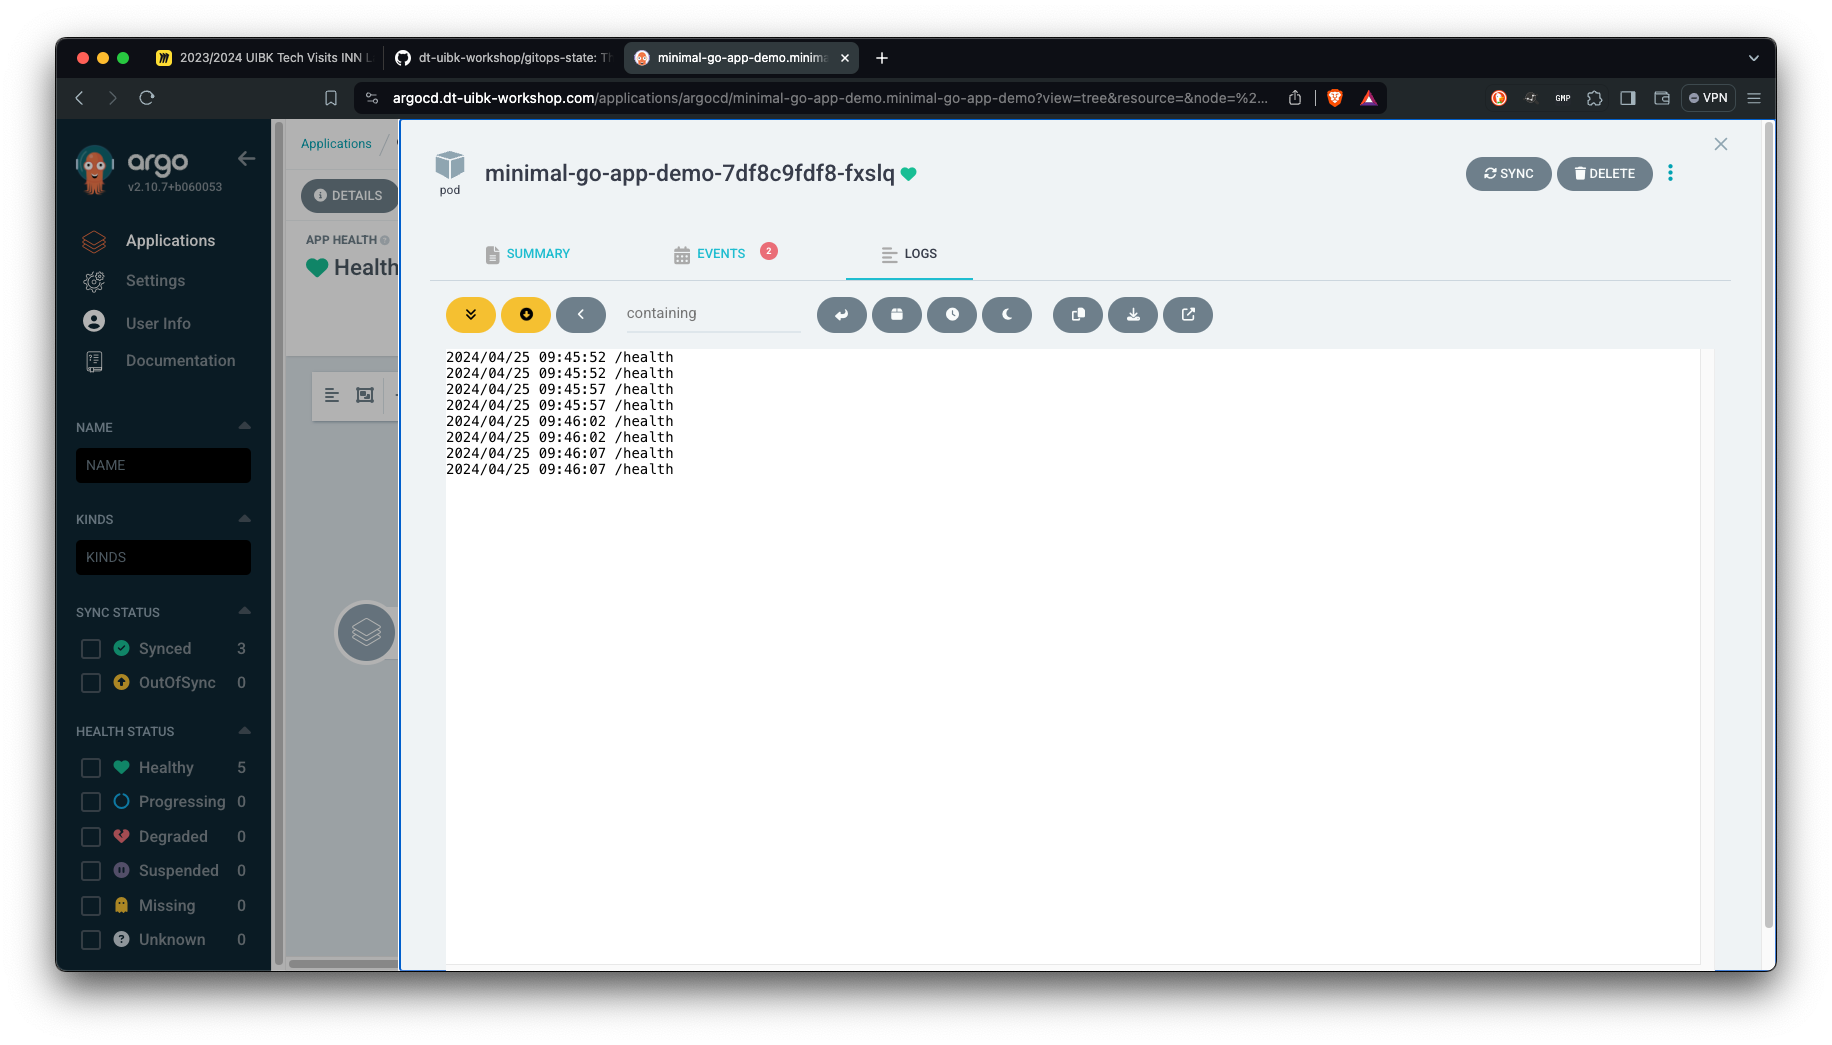 2023/2024 UIBK Tech Visits INN L
dt-uibk-workshop/gitops-state: Th
minimal-go-app-demo.minima
argocd.dt-uibk-workshop.com/applications/argocd/minimal-go-app-demo.minimal-go-app-demo?view=tree&resource=&node=%2...
GMP
VPN
argo
v2.10.7+b060053
Applications
Settings
User Info
Documentation
NAME
NAME
KINDS
KINDS
SYNC STATUS
Synced 3
OutOfSync 0
HEALTH STATUS
Healthy 5
Progressing 0
Degraded 0
Suspended 0
Missing 0
Unknown 0
Applications /
DETAILS
APP HEALTH
Health
pod
minimal-go-app-demo-7df8c9fdf8-fxslq
SYNC
DELETE
SUMMARY
EVENTS 2
LOGS
containing
2024/04/25 09:45:52 /health
2024/04/25 09:45:52 /health
2024/04/25 09:45:57 /health
2024/04/25 09:45:57 /health
2024/04/25 09:46:02 /health
2024/04/25 09:46:02 /health
2024/04/25 09:46:07 /health
2024/04/25 09:46:07 /health